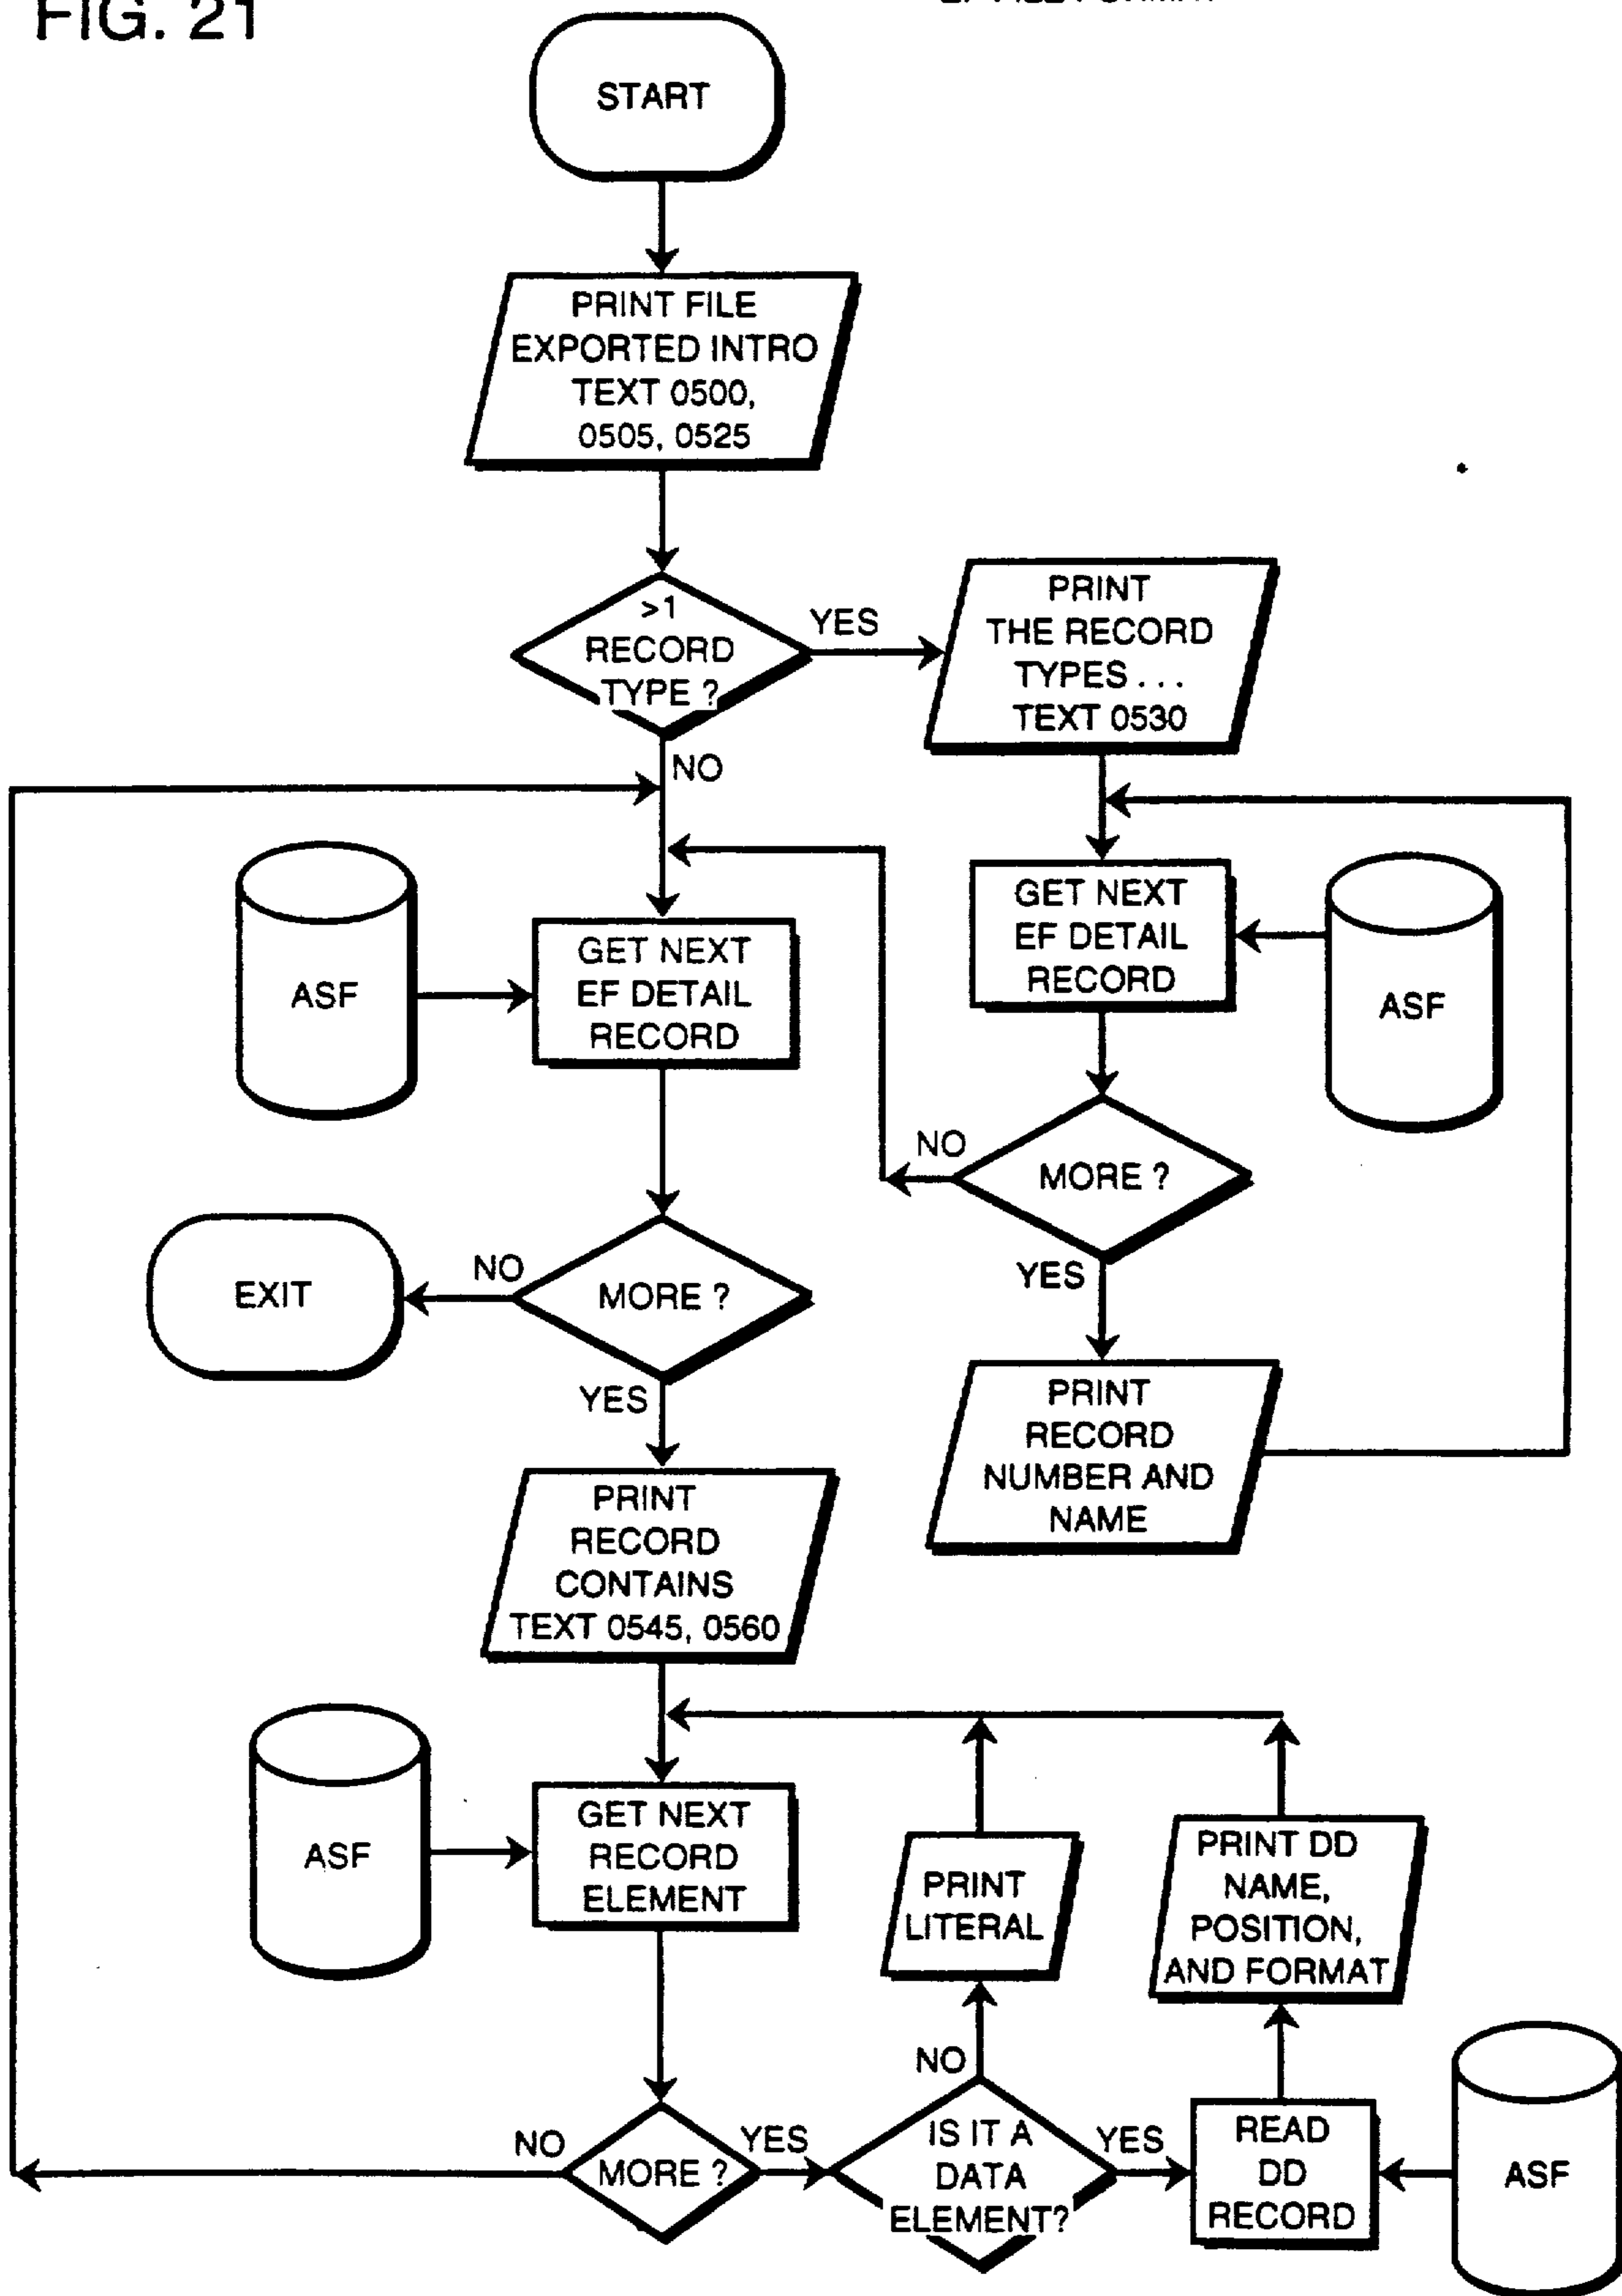 FIG. 21
START
PRINT FILE
EXPORTED INTRO
TEXT 0500,
0505, 0525
>1
RECORD
TYPE ?
YES
PRINT
THE RECORD
TYPES . . .
TEXT 0530
NO
ASF
GET NEXT
EF DETAIL
RECORD
GET NEXT
EF DETAIL
RECORD
ASF
NO
MORE ?
YES
EXIT
NO
MORE ?
YES
PRINT
RECORD
NUMBER AND
NAME
PRINT
RECORD
CONTAINS
TEXT 0545, 0560
ASF
GET NEXT
RECORD
ELEMENT
PRINT
LITERAL
PRINT DD
NAME,
POSITION,
AND FORMAT
NO
MORE ?
YES
NO
IS IT A
DATA
ELEMENT?
YES
READ
DD
RECORD
ASF